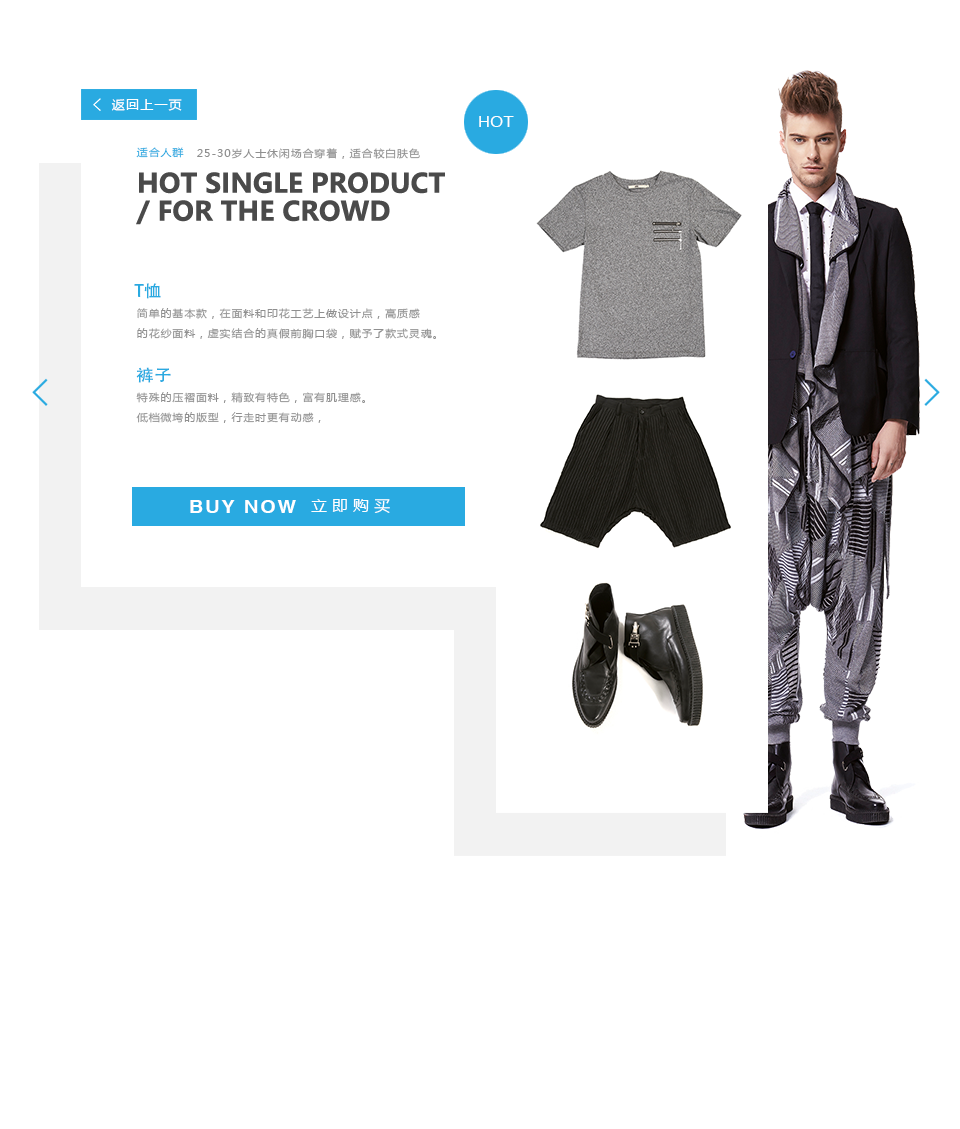 返回上一页
HOT
适合人群 25-30岁人士休闲场合穿着，适合较白肤色
HOT SINGLE PRODUCT
/ FOR THE CROWD
T恤
简单的基本款，在面料和印花工艺上做设计点，高质感
的花纱面料，虚实结合的真假前胸口袋，赋予了款式灵魂。
裤子
特殊的压褶面料，精致有特色，富有肌理感。
低档微垮的版型，行走时更有动感，
BUY NOW 立即购买